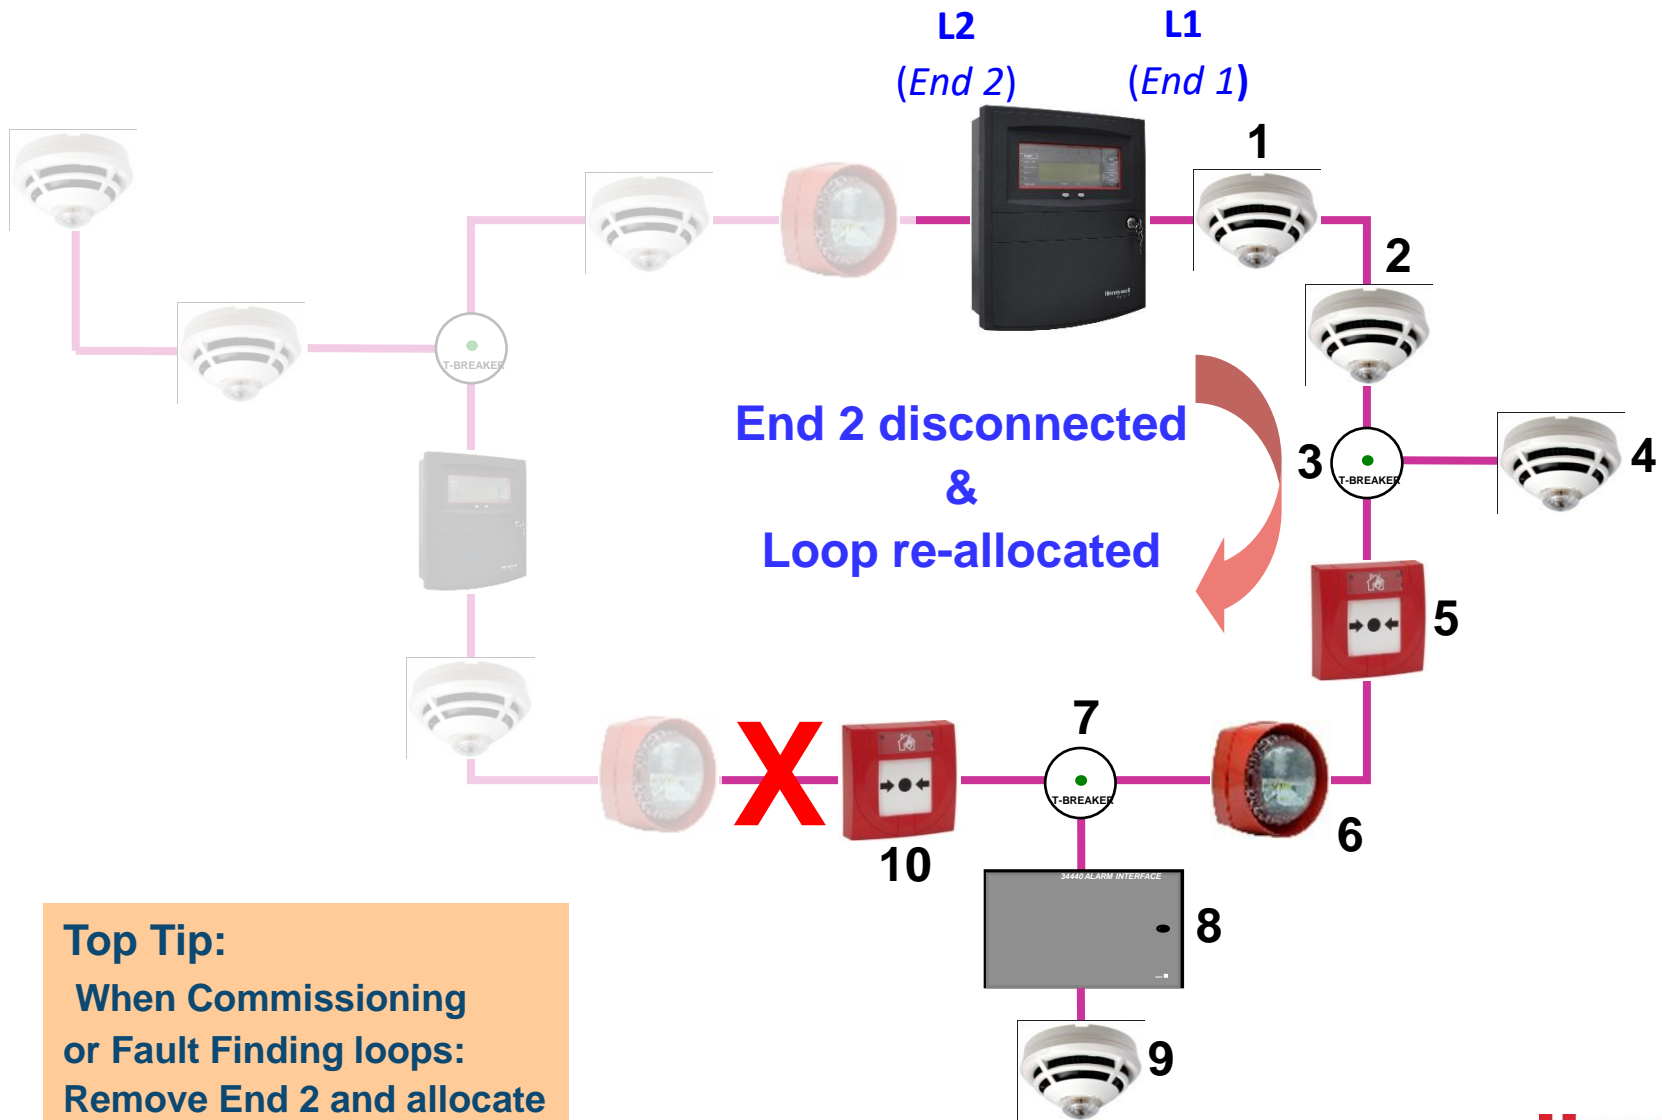 L2
L1
(End 2)
(End 1)
1
2
T-BREAKER
End 2 disconnected
&
Loop re-allocated
3
T-BREAKER
4
5
7
T-BREAKER
6
10
34440 ALARM INTERFACE
8
9
Honeywell
Top Tip:
When Commissioning
or Fault Finding loops:
Remove End 2 and allocate
X